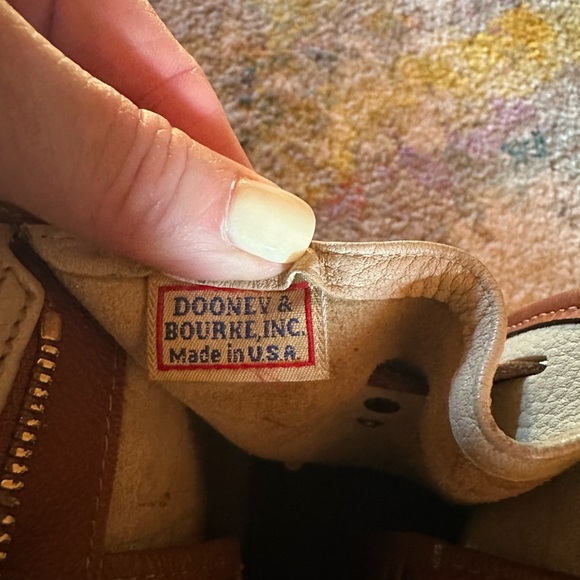 DOONEY &
BOURKE, INC.
Made in U.S.A.